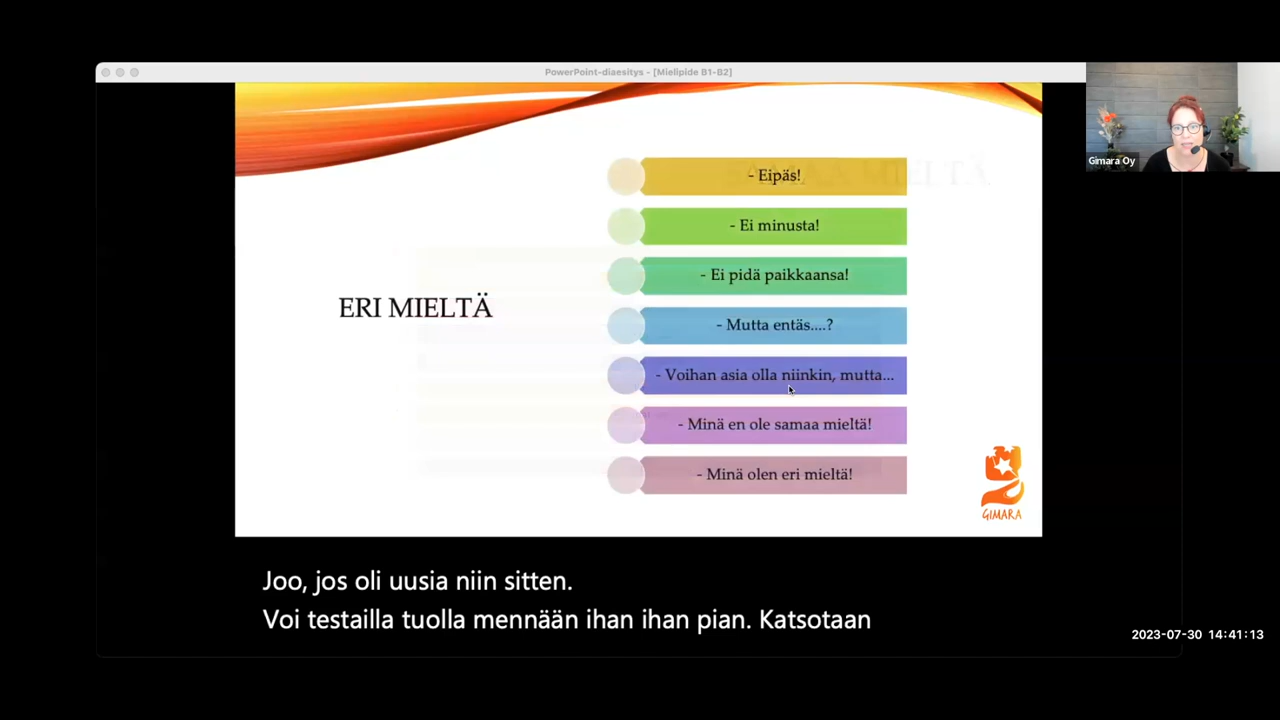 PowerPoint-diaesitys - [Mielipide B1-B2]
Gimara Oy
SAMAA MIELTÄ
- Eipäs!
- Ei minusta!
- Ei pidä paikkaansa!
ERI MIELTÄ
- Mutta entäs....?
- Voihan asia olla niinkin, mutta...
- Minä en ole samaa mieltä!
- Minä olen eri mieltä!
GIMARA
Joo, jos oli uusia niin sitten.
Voi testailla tuolla mennään ihan ihan pian. Katsotaan
2023-07-30 14:41:13